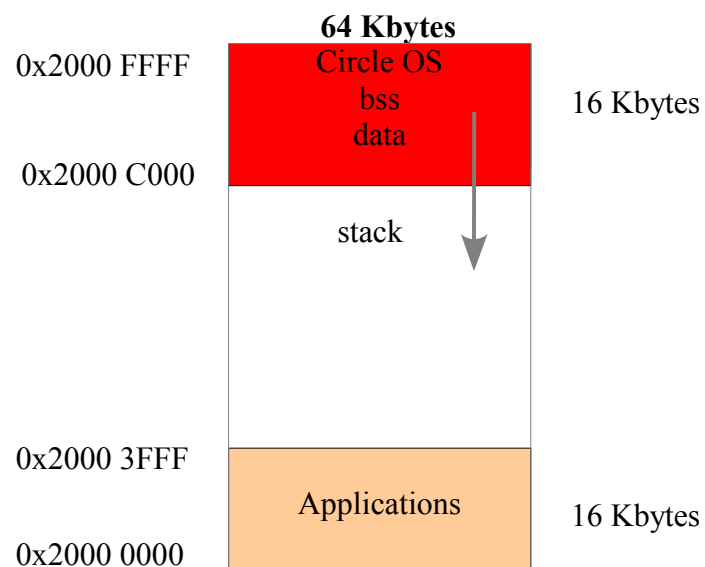 64 Kbytes
0x2000 FFFF
Circle OS
bss
data
16 Kbytes
0x2000 C000
stack
0x2000 3FFF
Applications
16 Kbytes
0x2000 0000